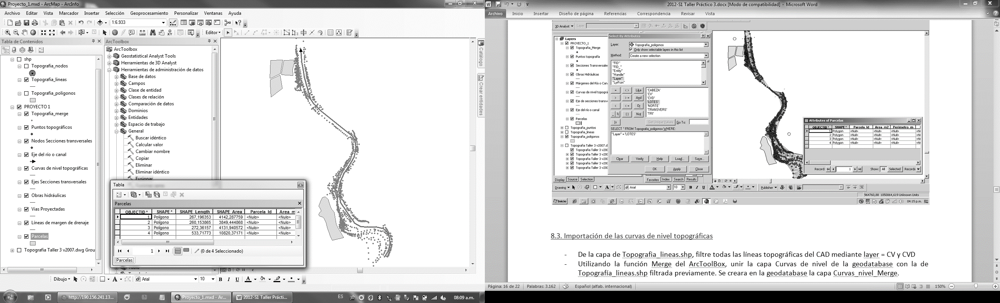 Proyecto_1.mxd - ArcMap - ArcInfo
Archivo Editar Vista Marcador Insertar Selección Geoprocesamiento Personalizar Ventanas Ayuda
1:6.933
Editor
Tabla de Contenidos
shp
Topografia_nodos
Topografia_lineas
Topografia_poligonos
PROYECTO 1
Topografia_merge
Puntos topográficos
Nodos Secciones transversales
Eje del río o canal
Curvas de nivel topográficas
Ejes Secciones transversales
Obras hidráulicas
Vias Proyectadas
Líneas de margen de drenaje
Parcelas
Topografia Taller 3 v2007.dwg Grou
ArcToolbox
ArcToolbox
Geostatistical Analyst Tools
Herramientas de 3D Analyst
Herramientas de administración de datos
Base de datos
Campos
Clase de entidad
Clases de relación
Comparación de datos
Dominios
Entidades
Espacio de trabajo
General
Buscar idéntico
Calcular valor
Cambiar nombre
Copiar
Eliminar
Eliminar idéntico
Fusionar
Catálogo
Crear entidades
Tabla
Parcelas
OBJECTID * SHAPE * SHAPE_Length SHAPE_Area Parcela_Id Area_m
1 Polígono 267,196353 4142,287759 <Nulo> <Nulo>
2 Polígono 260,153865 3849,444868 <Nulo> <Nulo>
3 Polígono 272,36157 4131,940572 <Nulo> <Nulo>
4 Polígono 533,71773 10820,37171 <Nulo> <Nulo>
1 (0 de 4 Seleccionado)
Parcelas
Dibujo Arial 10 B I U A
http://190.156.241.13... Proyecto_1.mxd - Ar... 2012-S1 Taller Prácti... ES 08:09 a.m.
2012-S1 Taller Práctico 3.docx [Modo de compatibilidad] - Microsoft Word
Archivo Inicio Insertar Diseño de página Referencias Correspondencia Revisar Vista
3D Analyst Layer
Layers
PROYECTO_1
Topografia_Merge
Puntos topografía
Secciones Transversales
Obras Hidráulicas
Márgenes del Río o Can
Curvas de nivel topográ
Eje de secciones transv
Eje del río o canal
Parcelas
Topografia_puntos
Topografia_lineas
Topografia_poligonos
Topografia Taller 3 v2007.d
Topografia Taller 3 v200
Topografia Taller 3 v200
Topografia Taller 3 v200
Topografia Taller 3 v200
Topografia Taller 3 v200
Display Source Selection
Select By Attributes
Layer: Topografia_poligonos
Only show selectable layers in this list
Method: Create a new selection
"FID"
"FID_"
"Entity"
"Handle"
"Layer"
"LyrFrzn"
= < > Like
> > = And
< < = Or
_ % ( ) Not
Is
'CABEZA'
'CV'
'CVD'
'LOTES'
'NORTE'
'TRANSVERS'
'TRI'
Get Unique Values Go To:
SELECT * FROM Topografia_poligonos WHERE:
"Layer" = 'LOTES'
Clear Verify Help Load... Save...
OK Apply Close
Favorites Index Search Results
Attributes of Parcelas
OBJECTID * SHAPE * Parcela_Id Area_m2 Perimetro_m
1 Polygon <Null> <Null> <Null>
2 Polygon <Null> <Null> <Null>
3 Polygon <Null> <Null> <Null>
4 Polygon <Null> <Null> <Null>
Record: 1 Show: All Selected Records
Drawing Arial 10 B I U A Publisher
964760,88 1050064,619 Unknown Units
Inicio 04:15 p.m.
8.3. Importación de las curvas de nivel topográficas
- De la capa de Topografia_lineas.shp, filtre todas las líneas topográficas del CAD mediante layer = CV y CVD
- Utilizando la función Merge del ArcToolBox, unir la capa Curvas de nivel de la geodatabase con la de
Topografía_lineas.shp filtrada previamente. Se creara en la geodatabase la capa Curvas_nivel_Merge.
Página: 16 de 22 Palabras: 3.162 Español (alfab. internacional) 150%